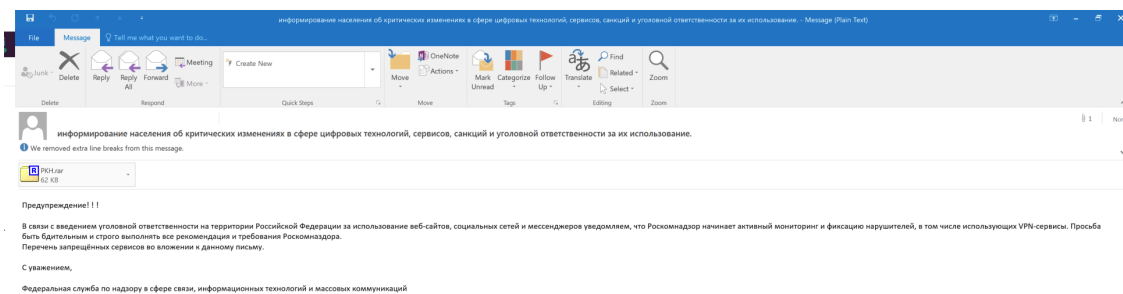 информирование населения об критических изменениях в сфере цифровых технологий, сервисов, санкций и уголовной ответственности за их использование. - Message (Plain Text)
File Message Tell me what you want to do...
Junk Delete Reply Reply All Forward Meeting More Create New Move OneNote Actions Mark Unread Categorize Follow Up Translate Find Related Select Zoom
Delete Respond Quick Steps Move Tags Editing Zoom
1
информирование населения об критических изменениях в сфере цифровых технологий, сервисов, санкций и уголовной ответственности за их использование.
We removed extra line breaks from this message.
РКН.rar
62 KB
Предупреждение! ! !
В связи с введением уголовной ответственности на территории Российской Федерации за использование веб-сайтов, социальных сетей и мессенджеров уведомляем, что Роскомнадзор начинает активный мониторинг и фиксацию нарушителей, в том числе использующих VPN-сервисы. Просьба
быть бдительным и строго выполнять все рекомендация и требования Роскомназдора.
Перечень запрещённых сервисов во вложении к данному письму.
С уважением,
Федеральная служба по надзору в сфере связи, информационных технологий и массовых коммуникаций